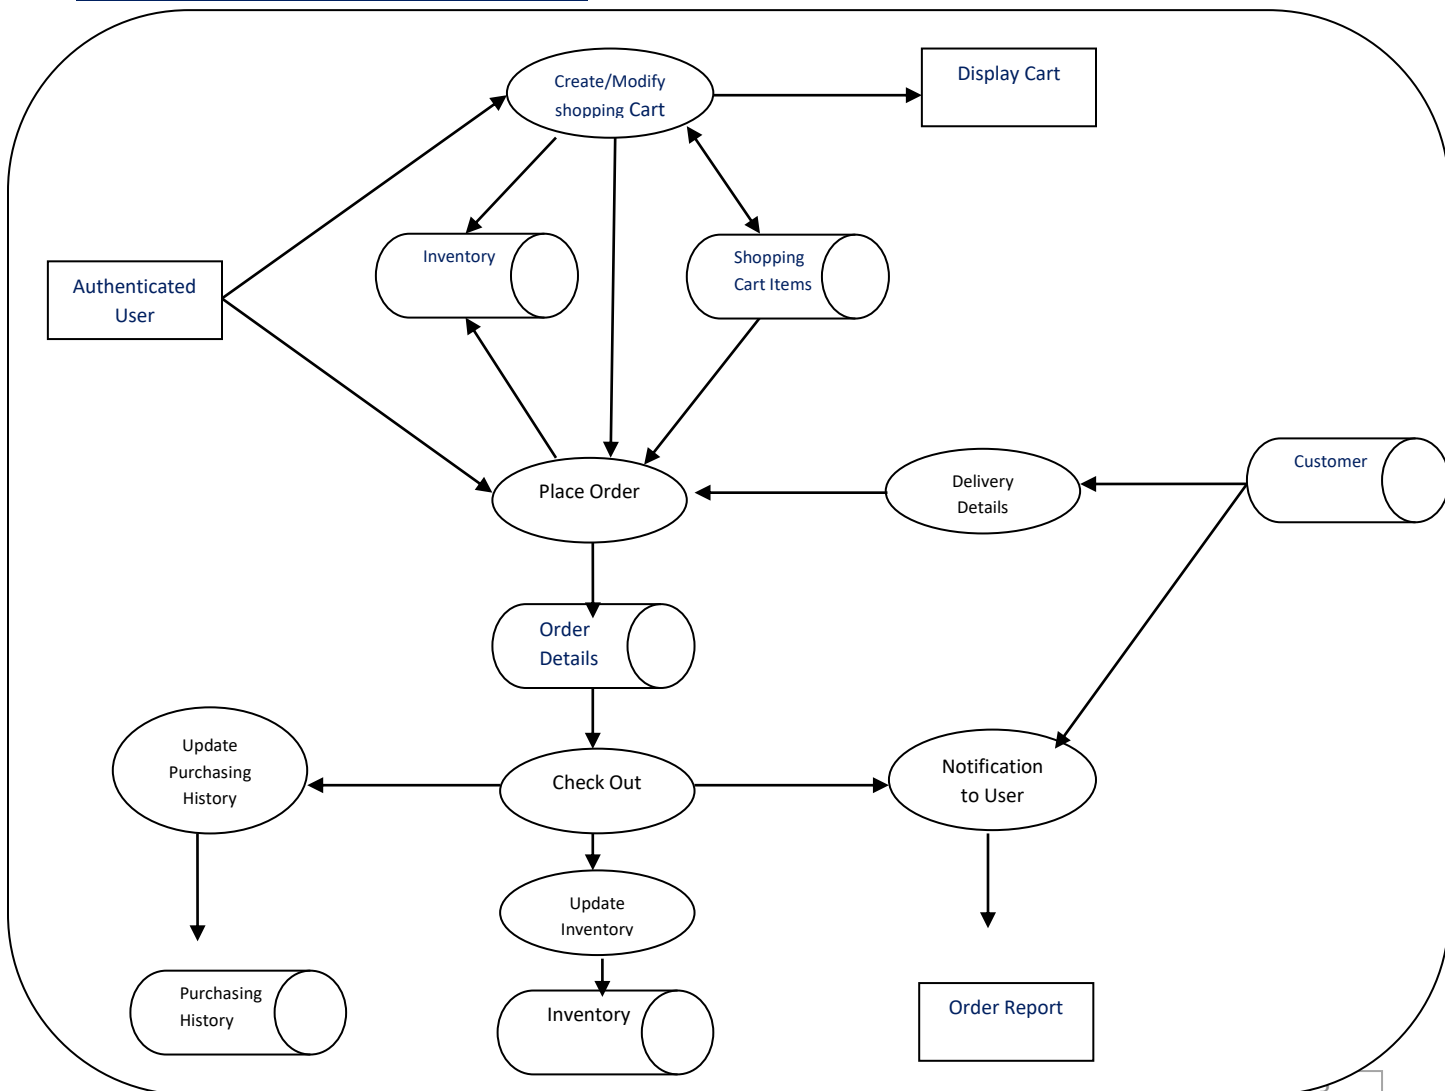 Create/Modify
shopping Cart
Display Cart
Inventory
Shopping
Cart Items
Authenticated
User
Place Order
Delivery
Details
Customer
Order
Details
Update
Purchasing
History
Check Out
Notification
to User
Update
Inventory
Purchasing
History
Inventory
Order Report